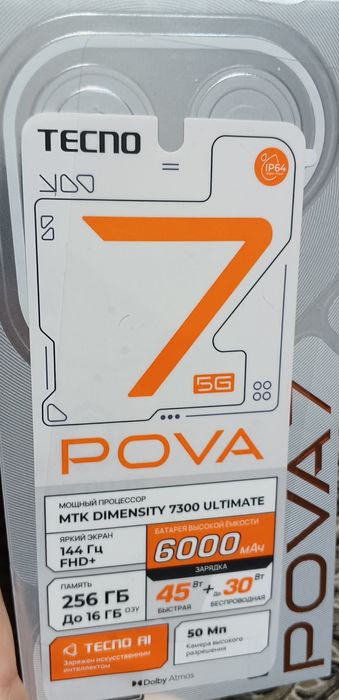 TECNO
IP64
7
5G
POVA
POVA 7
МОЩНЫЙ ПРОЦЕССОР
MTK DIMENSITY 7300 ULTIMATE
ЯРКИЙ ЭКРАН
144 Гц
FHD+
БАТАРЕЯ ВЫСОКОЙ ЕМКОСТИ
6000 мАч
ПАМЯТЬ
256 ГБ
До 16 ГБ ОЗУ
ЗАРЯДКА
45 Вт + до 30 Вт
БЫСТРАЯ БЕСПРОВОДНАЯ
TECNO AI
Заряжен искусственным
интеллектом
50 Мп
Камера высокого
разрешения
Dolby Atmos